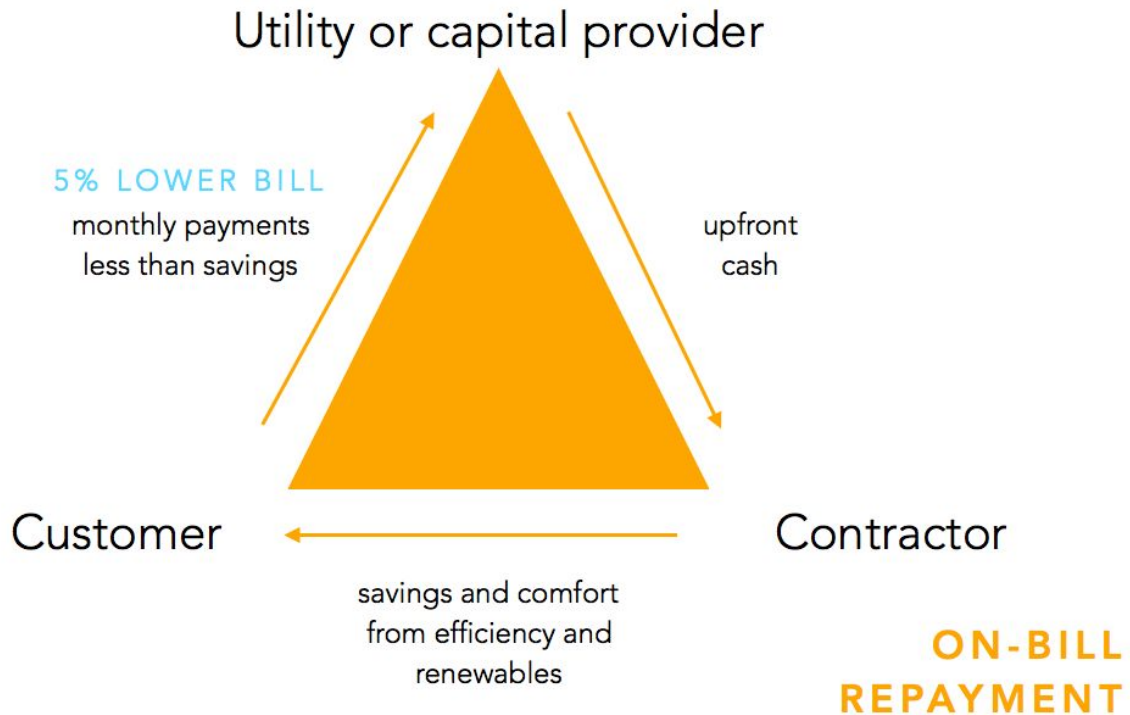 Utility or capital provider
5% LOWER BILL
monthly payments
less than savings
upfront
cash
Customer
Contractor
savings and comfort
from efficiency and
renewables
ON-BILL
REPAYMENT